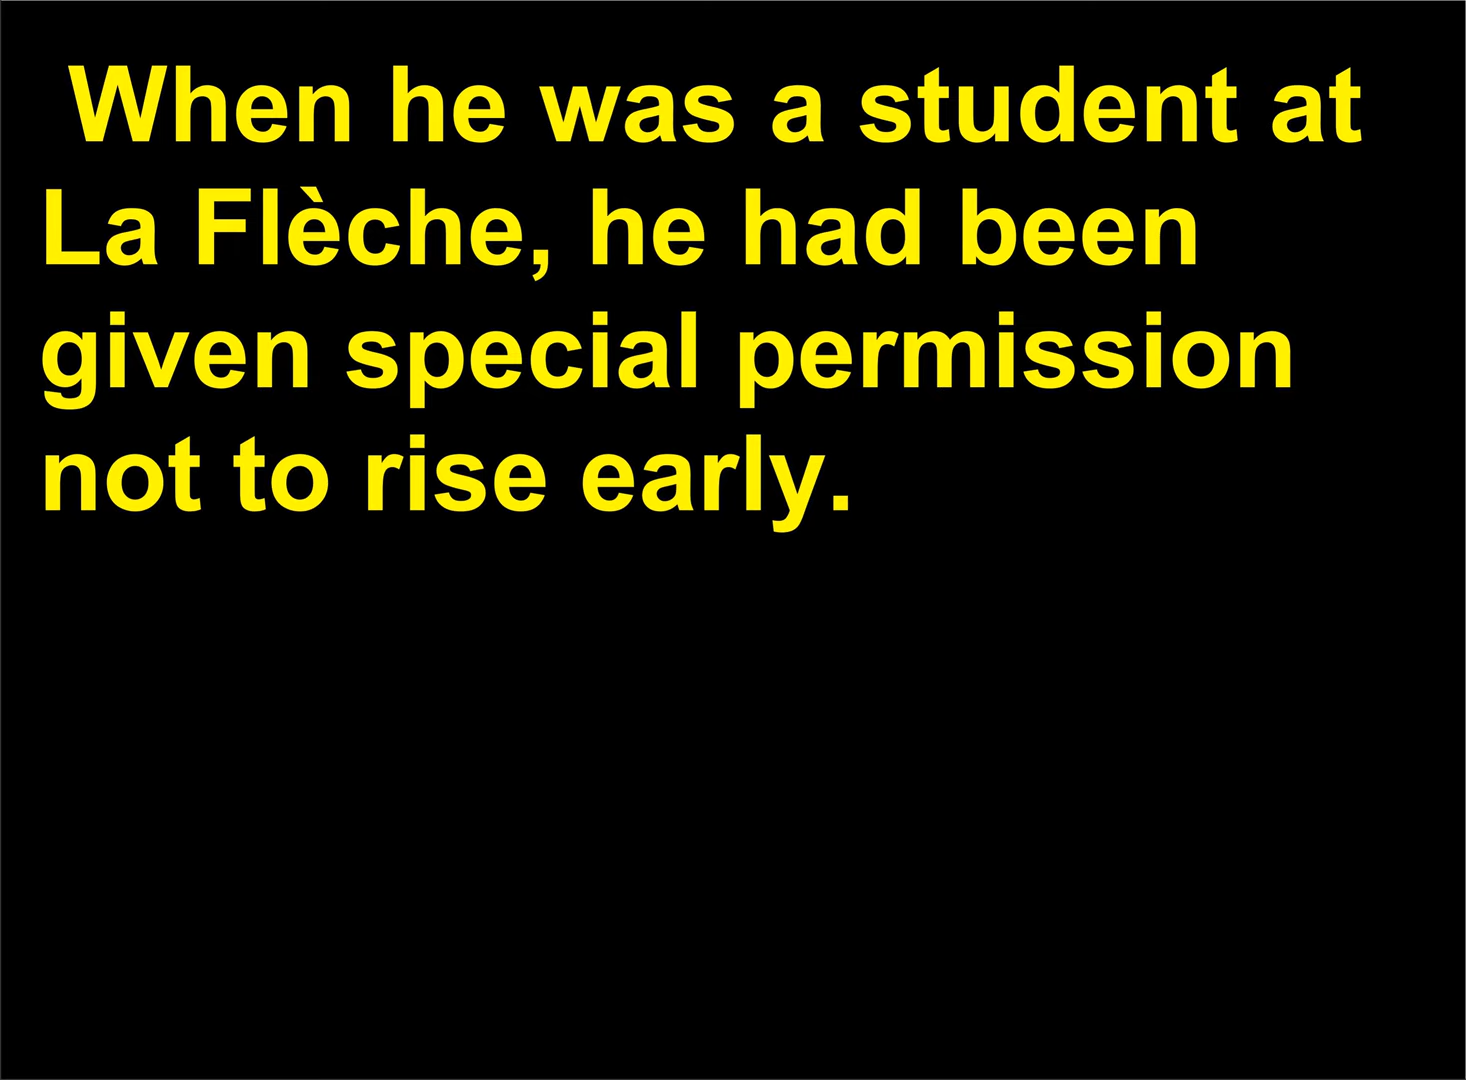 When he was a student at
La Flèche, he had been
given special permission
not to rise early.